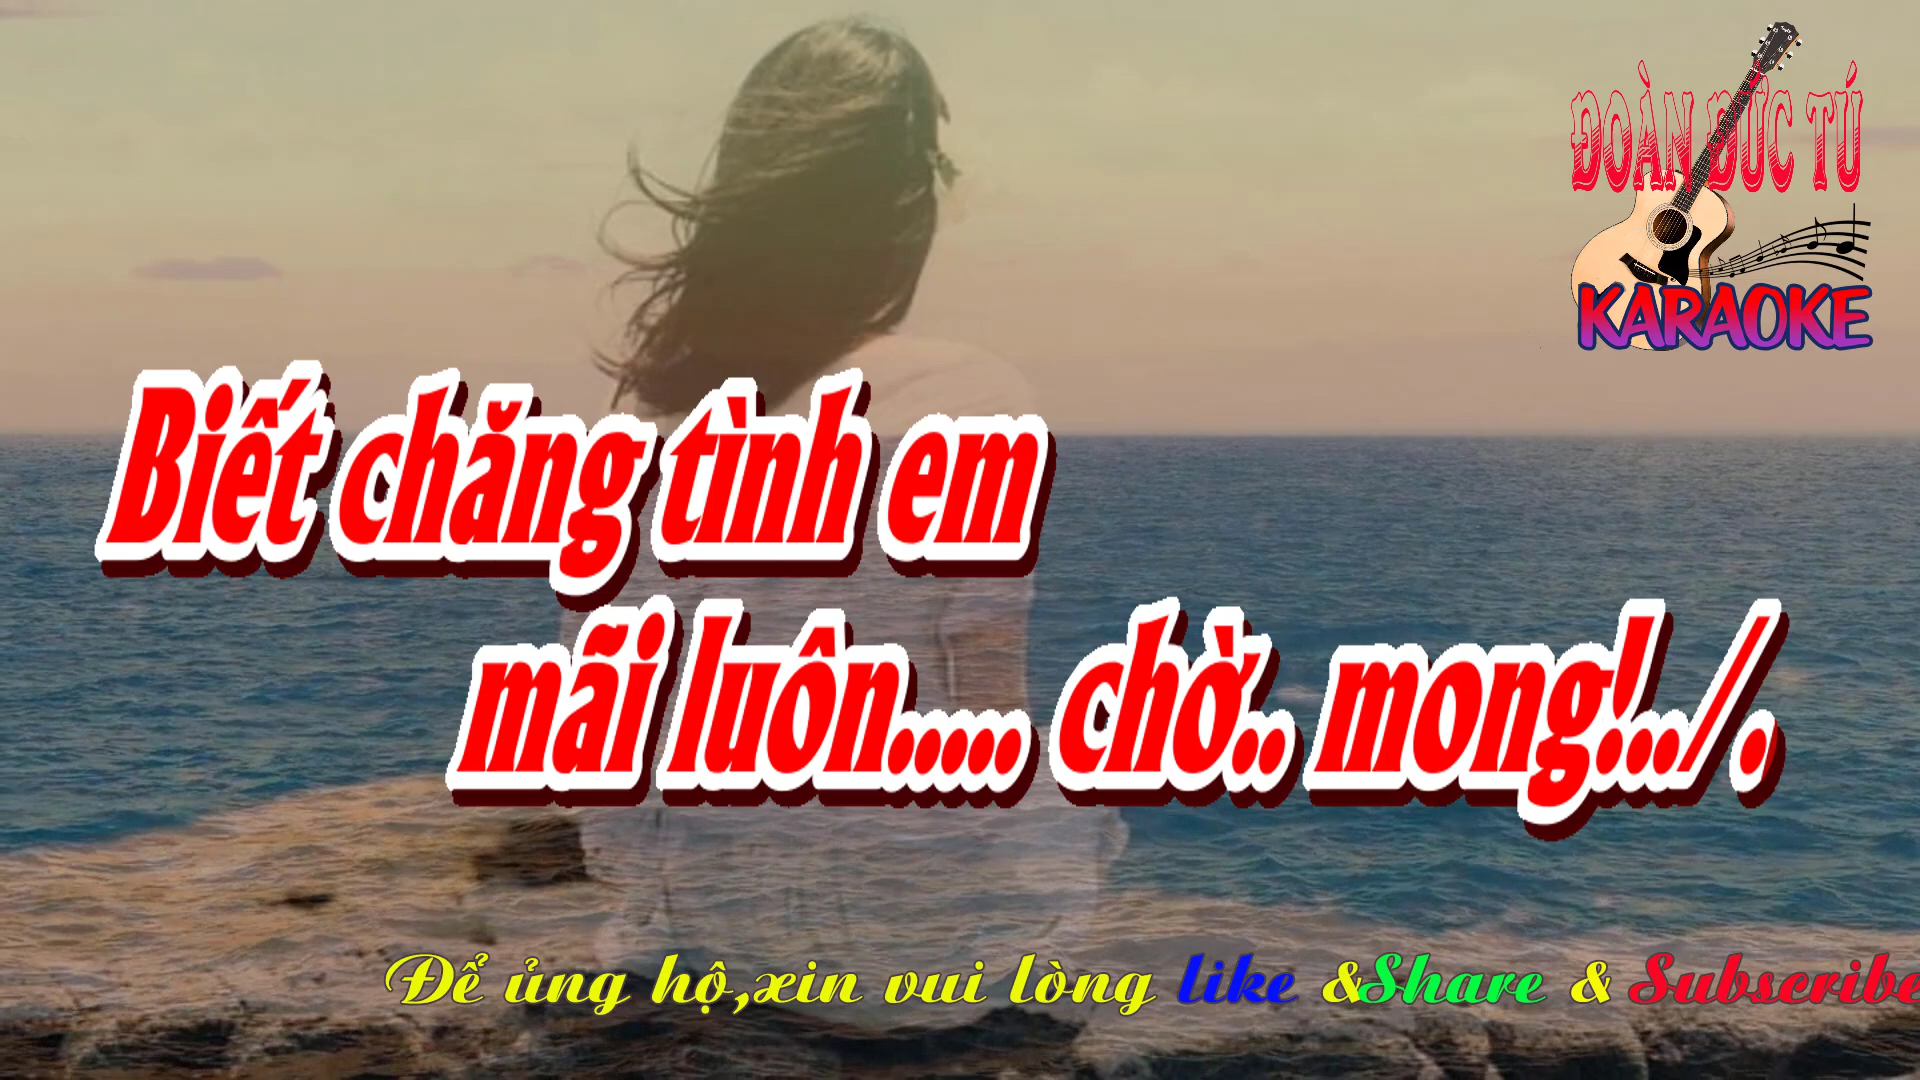 ĐOÀN ĐỨC TÚ
KARAOKE
Biết chăng tình em
mãi luôn..... chờ.. mong!.../.
Để ủng hộ,xin vui lòng like &Share & Subscribe